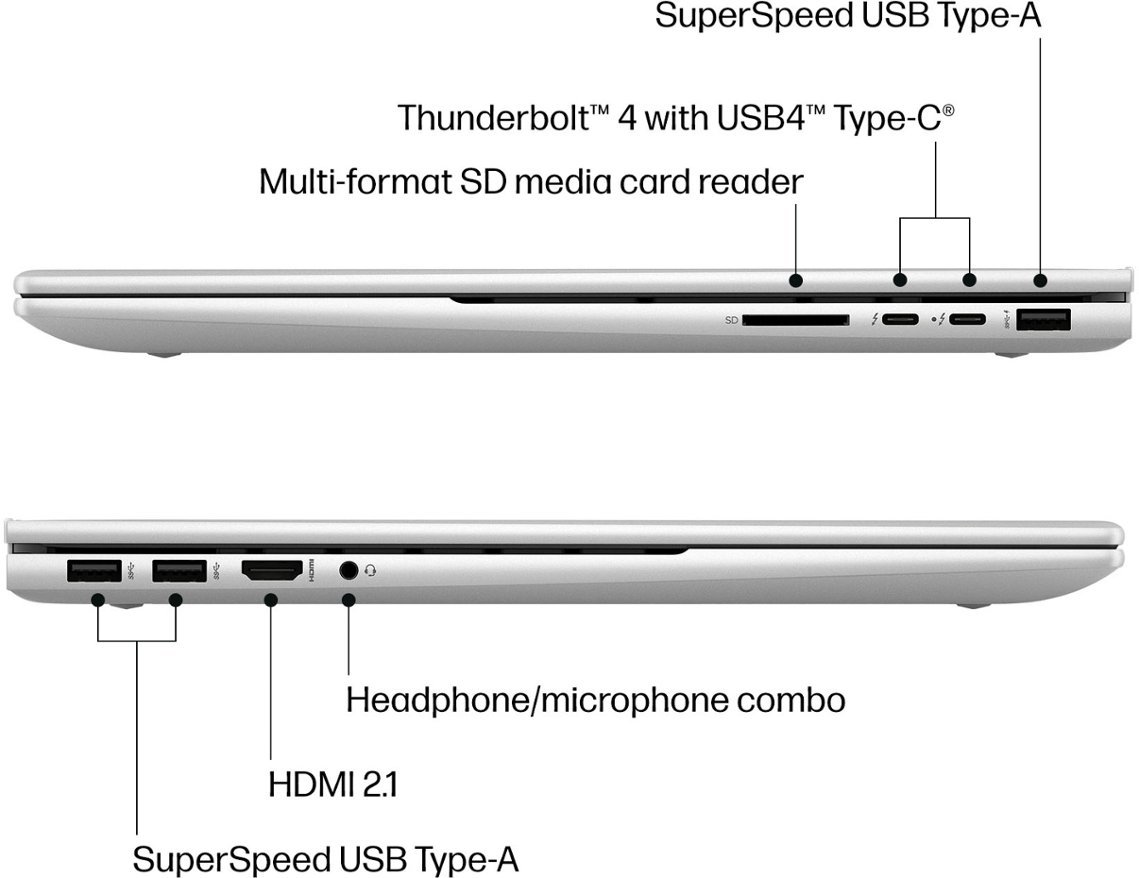 SuperSpeed USB Type-A
Thunderbolt™ 4 with USB4™ Type-C®
Multi-format SD media card reader
SD
HDMI
Headphone/microphone combo
HDMI 2.1
SuperSpeed USB Type-A